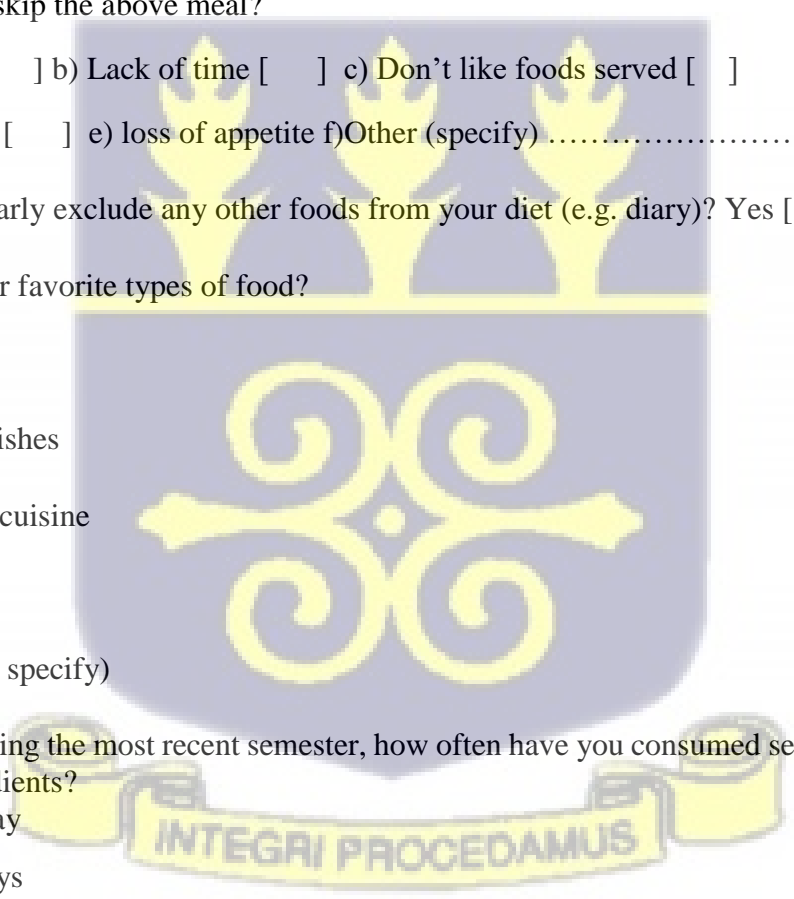 skip the above meal?
] b) Lack of time [ ] c) Don’t like foods served [ ]
[ ] e) loss of appetite f)Other (specify) ……………………
arly exclude any other foods from your diet (e.g. diary)? Yes [
r favorite types of food?
ishes
cuisine
specify)
ing the most recent semester, how often have you consumed se
lients?
ay
ys
INTEGRI PROCEDAMUS